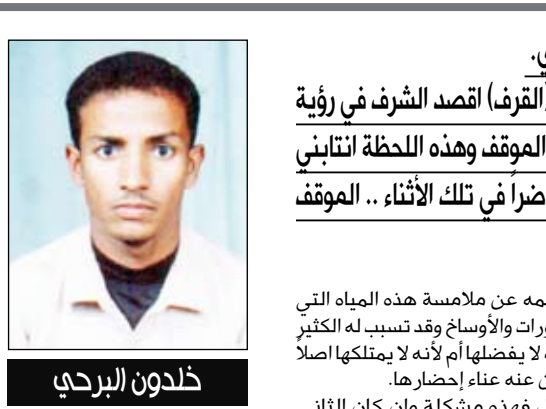 ي.
(القرف) اقصد الشرف في رؤية
الموقف وهذه اللحظة انتابني
ضراً في تلك الأثناء .. الموقف
مه عن ملامسة هذه المياه التي
ورات والأوساخ وقد تسبب له الكثير
لا يفضلها أم لأنه لا يمتلكها اصلاً
ن عنه عناء إحضارها.
فهذه مشكلة وان كان الثاني
خلدون البرحي